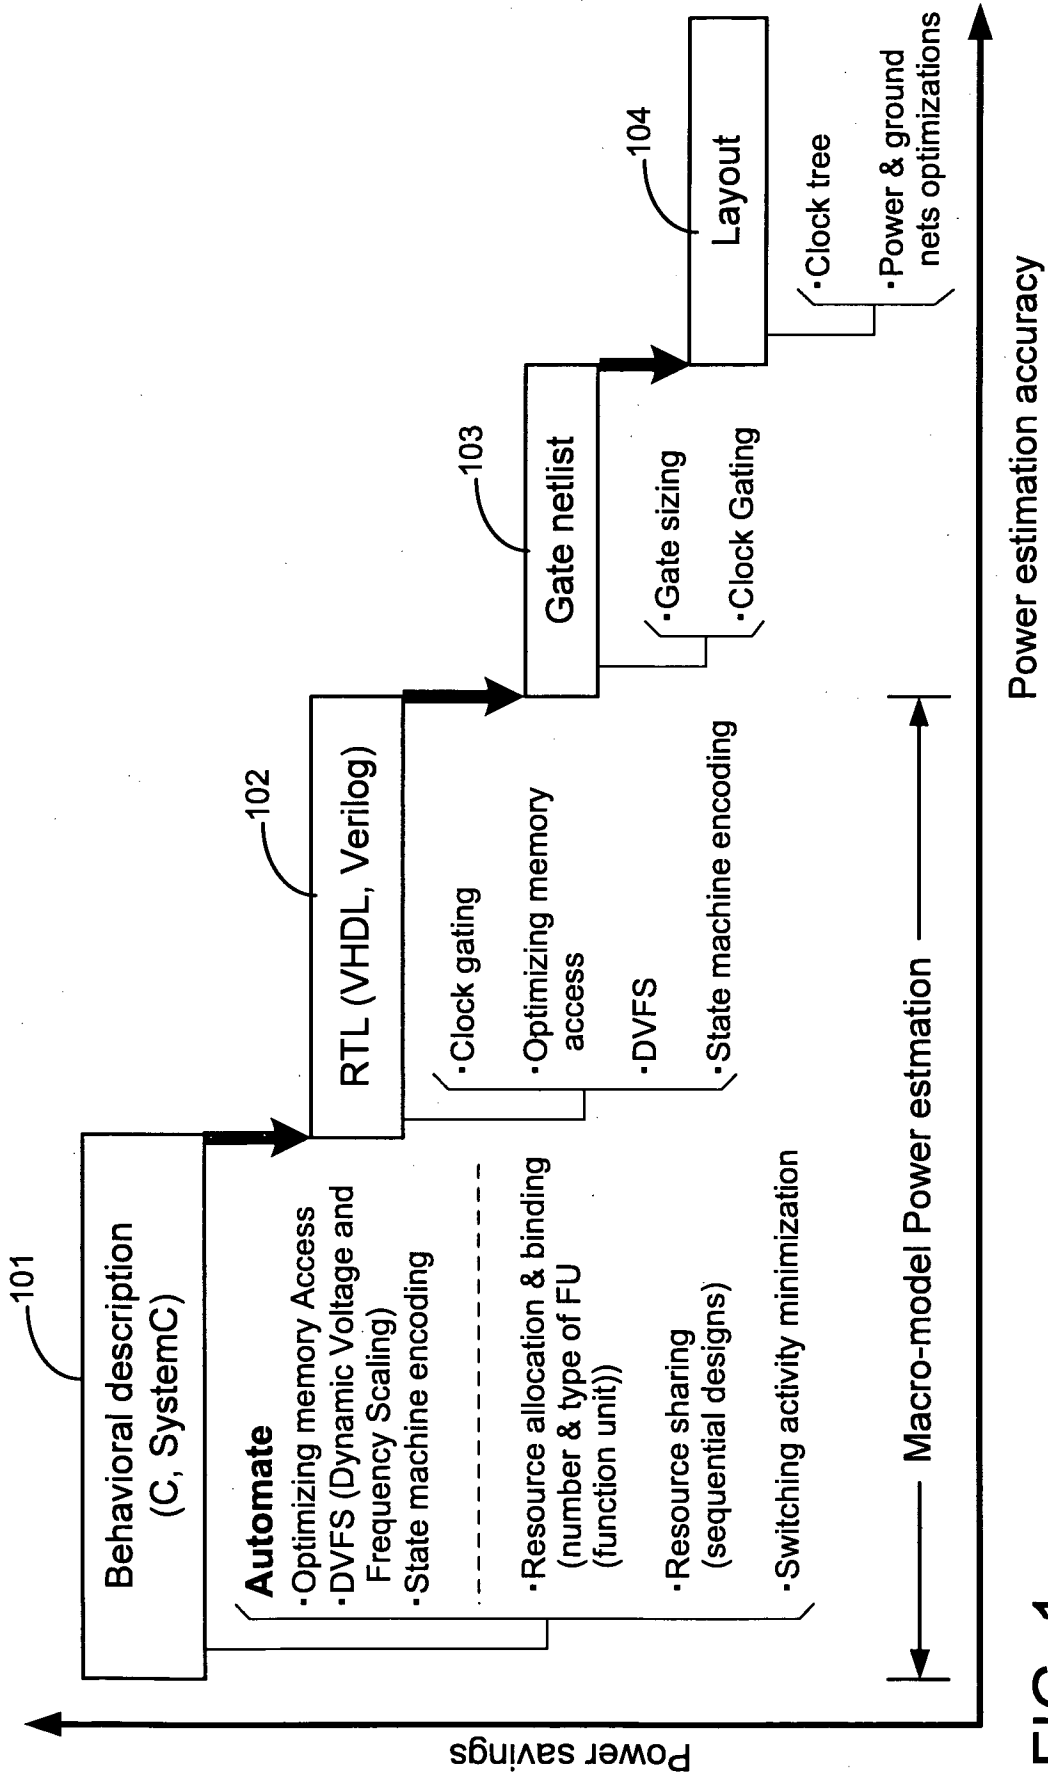 Power savings
101
Behavioral description
(C, SystemC)
Automate
·Optimizing memory Access
·DVFS (Dynamic Voltage and
Frequency Scaling)
·State machine encoding
·Resource allocation & binding
(number & type of FU
(function unit))
·Resource sharing
(sequential designs)
·Switching activity minimization
102
RTL (VHDL, Verilog)
·Clock gating
·Optimizing memory
access
·DVFS
·State machine encoding
Macro-model Power estmation
103
Gate netlist
·Gate sizing
·Clock Gating
104
Layout
·Clock tree
·Power & ground
nets optimizations
Power estimation accuracy
FIG. 1